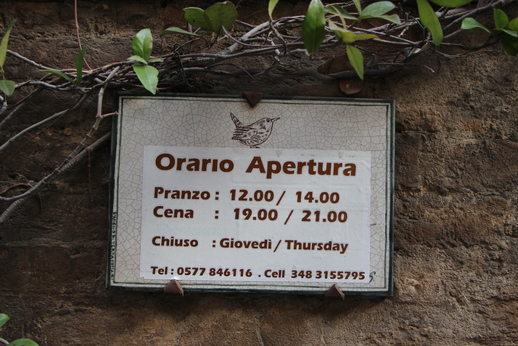 Orario Apertura
Pranzo : 12.00 / 14.00
Cena : 19.00 / 21.00
Chiuso : Giovedì / Thursday
Tel : 0577 846116 . Cell 348 3155795